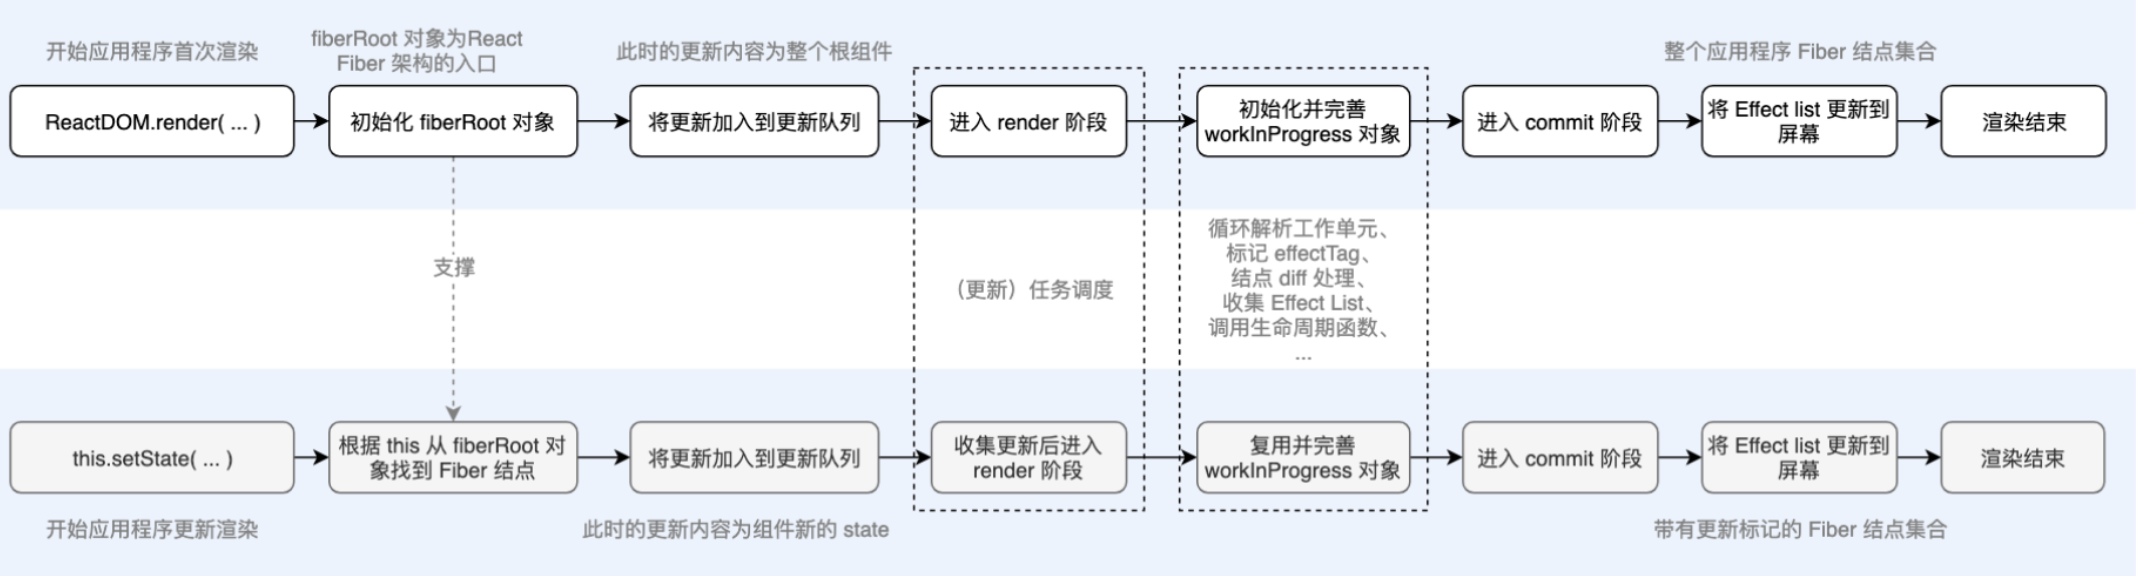 开始应用程序首次渲染
fiberRoot 对象为React
Fiber 架构的入口
此时的更新内容为整个根组件
整个应用程序 Fiber 结点集合
ReactDOM.render( ... )
初始化 fiberRoot 对象
将更新加入到更新队列
进入 render 阶段
初始化并完善
workInProgress 对象
进入 commit 阶段
将 Effect list 更新到
屏幕
渲染结束
支撑
（更新）任务调度
循环解析工作单元、
标记 effectTag、
结点 diff 处理、
收集 Effect List、
调用生命周期函数、
...
this.setState( ... )
根据 this 从 fiberRoot 对
象找到 Fiber 结点
将更新加入到更新队列
收集更新后进入
render 阶段
复用并完善
workInProgress 对象
进入 commit 阶段
将 Effect list 更新到
屏幕
渲染结束
开始应用程序更新渲染
此时的更新内容为组件新的 state
带有更新标记的 Fiber 结点集合